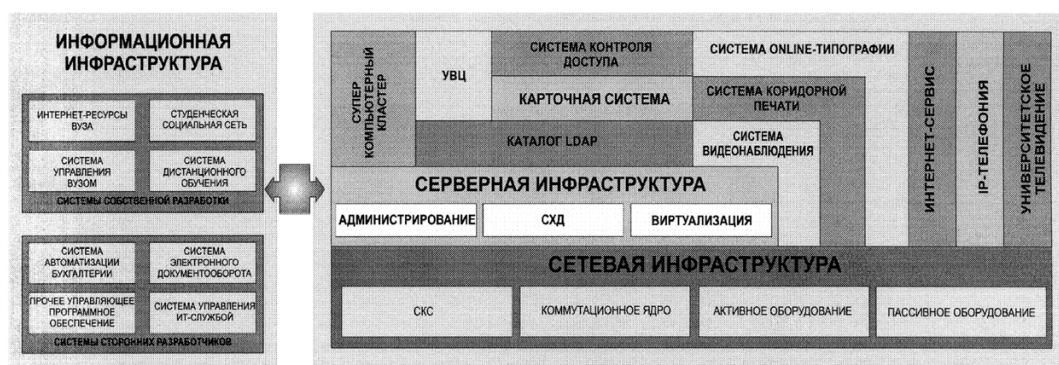 ИНФОРМАЦИОННАЯ
ИНФРАСТРУКТУРА
ИНТЕРНЕТ-РЕСУРСЫ
ВУЗА
СТУДЕНЧЕСКАЯ
СОЦИАЛЬНАЯ СЕТЬ
СИСТЕМА
УПРАВЛЕНИЯ
ВУЗОМ
СИСТЕМА
ДИСТАНЦИОННОГО
ОБУЧЕНИЯ
СИСТЕМЫ СОБСТВЕННОЙ РАЗРАБОТКИ
СИСТЕМА
АВТОМАТИЗАЦИИ
БУХГАЛТЕРИИ
СИСТЕМА
ЭЛЕКТРОННОГО
ДОКУМЕНТООБОРОТА
ПРОЧЕЕ УПРАВЛЯЮЩЕЕ
ПРОГРАММНОЕ
ОБЕСПЕЧЕНИЕ
СИСТЕМА УПРАВЛЕНИЯ
ИТ-СЛУЖБОЙ
СИСТЕМЫ СТОРОННИХ РАЗРАБОТЧИКОВ
СУПЕР
КОМПЬЮТЕРНЫЙ
КЛАСТЕР
УВЦ
СИСТЕМА КОНТРОЛЯ
ДОСТУПА
СИСТЕМА ONLINE-ТИПОГРАФИИ
КАРТОЧНАЯ СИСТЕМА
СИСТЕМА КОРИДОРНОЙ
ПЕЧАТИ
КАТАЛОГ LDAP
СИСТЕМА
ВИДЕОНАБЛЮДЕНИЯ
ИНТЕРНЕТ-СЕРВИС
IP-ТЕЛЕФОНИЯ
УНИВЕРСИТЕТСКОЕ
ТЕЛЕВИДЕНИЕ
СЕРВЕРНАЯ ИНФРАСТРУКТУРА
АДМИНИСТРИРОВАНИЕ
СХД
ВИРТУАЛИЗАЦИЯ
СЕТЕВАЯ ИНФРАСТРУКТУРА
СКС
КОММУТАЦИОННОЕ ЯДРО
АКТИВНОЕ ОБОРУДОВАНИЕ
ПАССИВНОЕ ОБОРУДОВАНИЕ